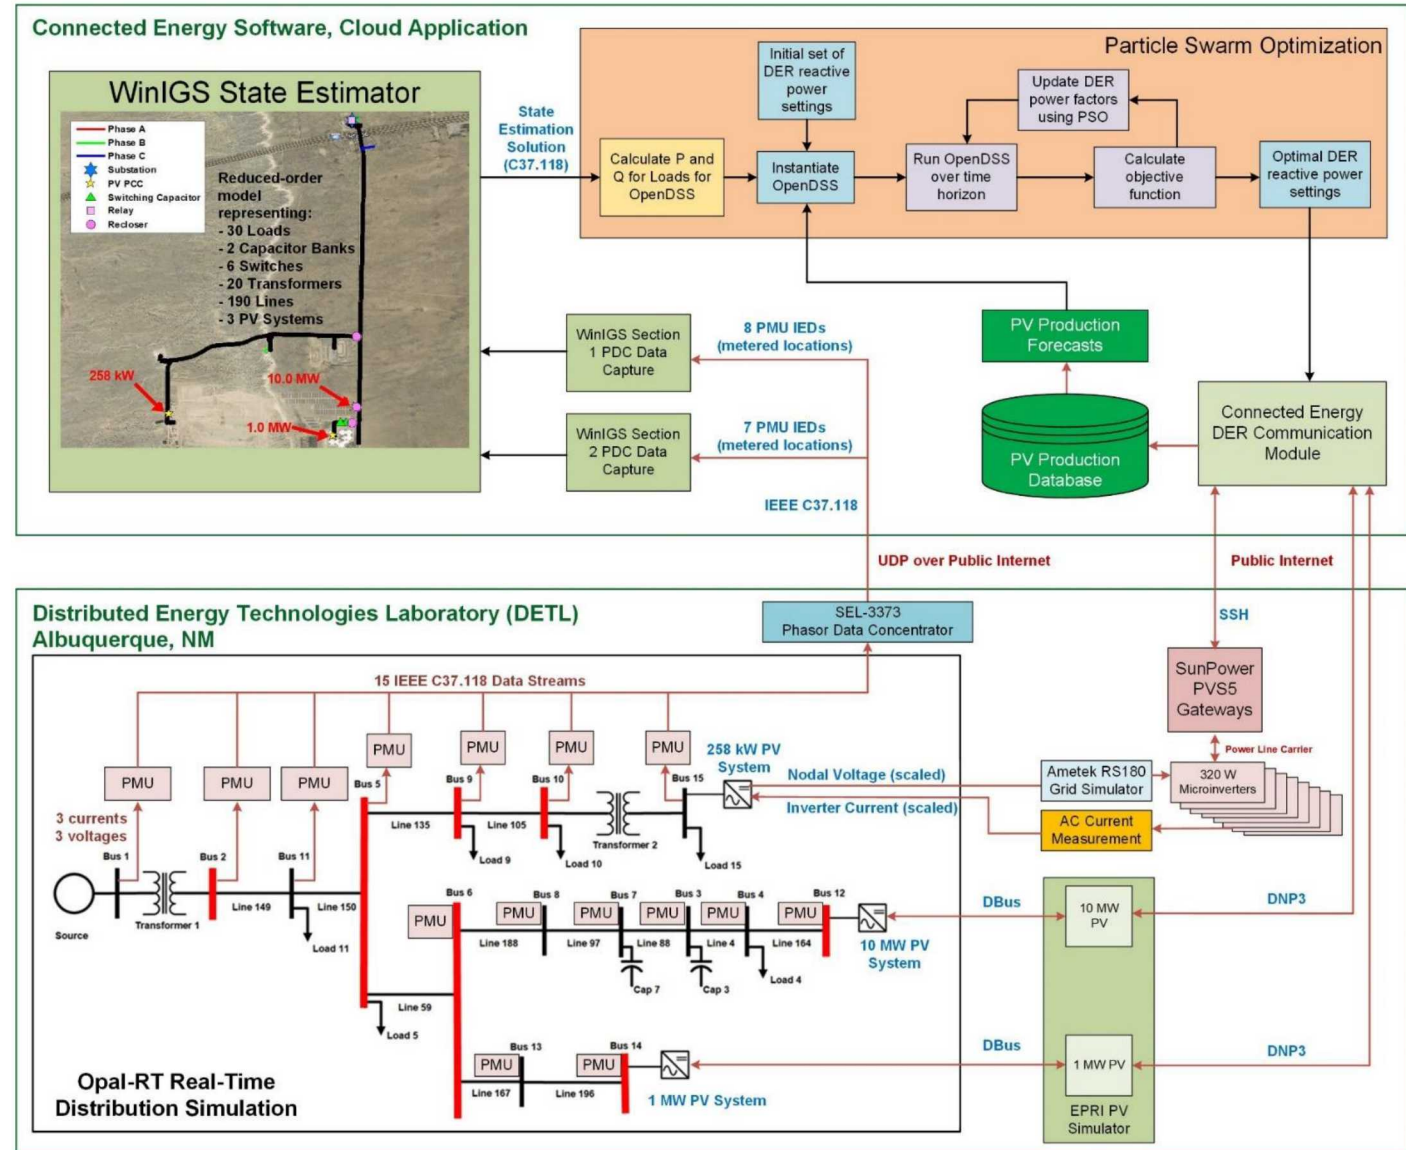 Connected Energy Software, Cloud Application
WinIGS State Estimator
Phase A
Phase B
Phase C
Substation
PV PCC
Switching Capacitor
Relay
Recloser
Reduced-order
model
representing:
- 30 Loads
- 2 Capacitor Banks
- 6 Switches
- 20 Transformers
- 190 Lines
- 3 PV Systems
258 kW
10.0 MW
1.0 MW
State
Estimation
Solution
(C37.118)
Particle Swarm Optimization
Initial set of
DER reactive
power
settings
Update DER
power factors
using PSO
Calculate P and
Q for Loads for
OpenDSS
Instantiate
OpenDSS
Run OpenDSS
over time
horizon
Calculate
objective
function
Optimal DER
reactive power
settings
WinIGS Section
1 PDC Data
Capture
8 PMU IEDs
(metered locations)
WinIGS Section
2 PDC Data
Capture
7 PMU IEDs
(metered locations)
IEEE C37.118
PV Production
Forecasts
PV Production
Database
Connected Energy
DER Communication
Module
UDP over Public Internet
Public Internet
Distributed Energy Technologies Laboratory (DETL)
Albuquerque, NM
SEL-3373
Phasor Data Concentrator
SSH
SunPower
PVS5
Gateways
Power Line Carrier
320 W
Microinverters
Ametek RS180
Grid Simulator
AC Current
Measurement
15 IEEE C37.118 Data Streams
PMU
PMU
PMU
PMU
PMU
PMU
PMU
258 kW PV
System
Nodal Voltage (scaled)
Inverter Current (scaled)
3 currents
3 voltages
Bus 1
Bus 2
Bus 11
Bus 5
Bus 9
Bus 10
Bus 15
Line 135
Line 105
Transformer 2
Load 9
Load 10
Load 15
Source
Transformer 1
Line 149
Line 150
Load 11
Bus 6
Bus 8
Bus 7
Bus 3
Bus 4
Bus 12
PMU
PMU
PMU
PMU
PMU
PMU
Line 188
Line 97
Line 88
Line 4
Line 164
Cap 7
Cap 3
Load 4
10 MW PV
System
DBus
10 MW
PV
DNP3
Line 59
Load 5
Bus 13
Bus 14
PMU
PMU
Line 167
Line 196
1 MW PV System
DBus
1 MW PV
DNP3
EPRI PV
Simulator
Opal-RT Real-Time
Distribution Simulation